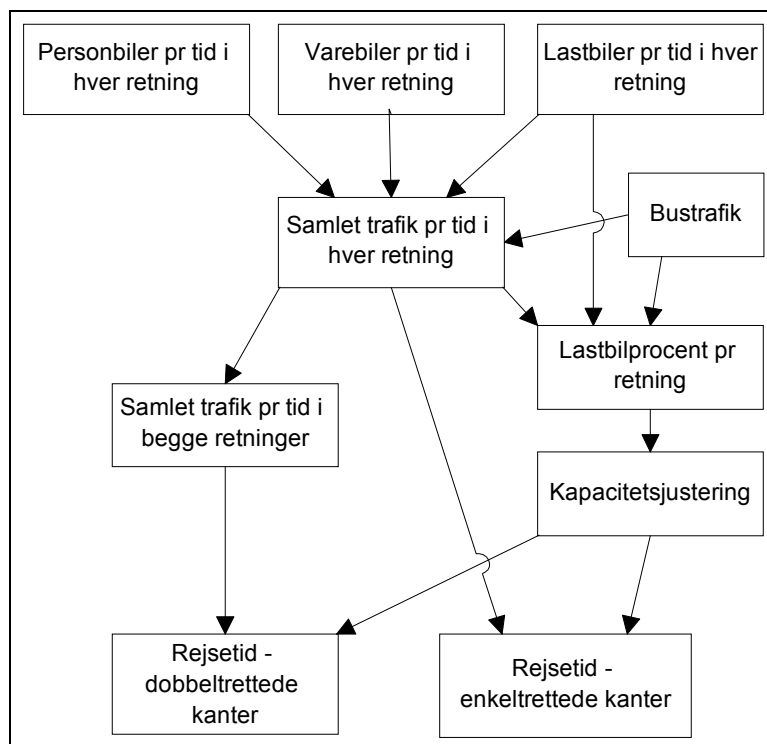 Personbiler pr tid i
hver retning
Varebiler pr tid i
hver retning
Lastbiler pr tid i hver
retning
Samlet trafik pr tid i
hver retning
Bustrafik
Lastbilprocent pr
retning
Samlet trafik pr tid i
begge retninger
Kapacitetsjustering
Rejsetid -
dobbeltrettede
kanter
Rejsetid -
enkeltrettede kanter